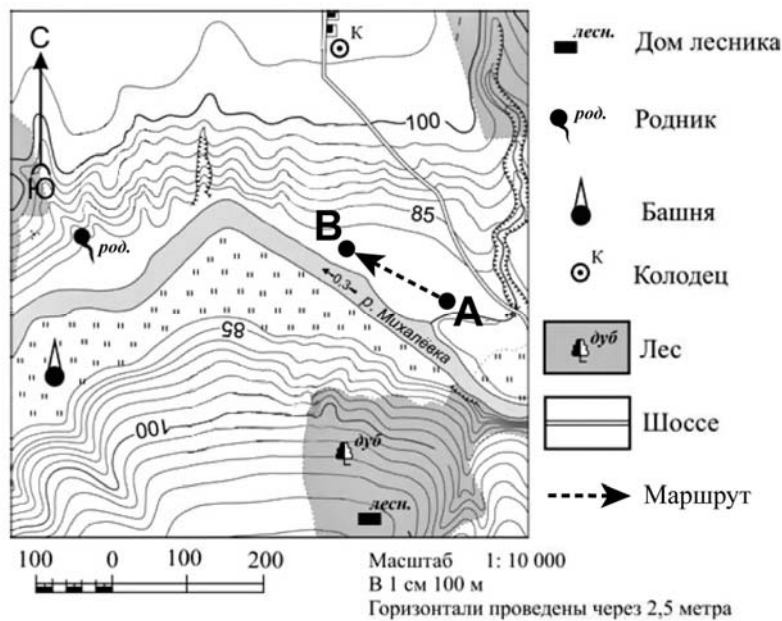 С
К
100
Ю
85
B
род.
A
0,3
р. Михалёвка
85
100
дуб
лесн.
лесн.
Дом лесника
род.
Родник
Башня
К
Колодец
дуб
Лес
Шоссе
Маршрут
100 0 100 200
Масштаб 1: 10 000
В 1 см 100 м
Горизонтали проведены через 2,5 метра